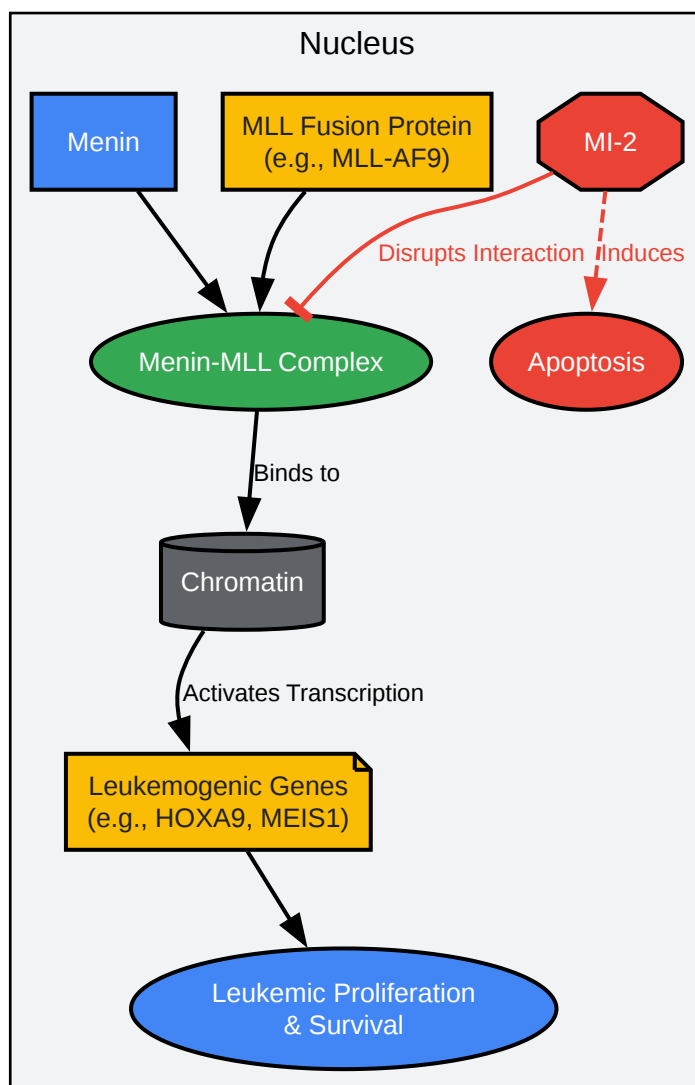 Nucleus
Menin
MLL Fusion Protein
(e.g., MLL-AF9)
MI-2
Disrupts Interaction
Induces
Menin-MLL Complex
Apoptosis
Binds to
Chromatin
Activates Transcription
Leukemogenic Genes
(e.g., HOXA9, MEIS1)
Leukemic Proliferation
& Survival